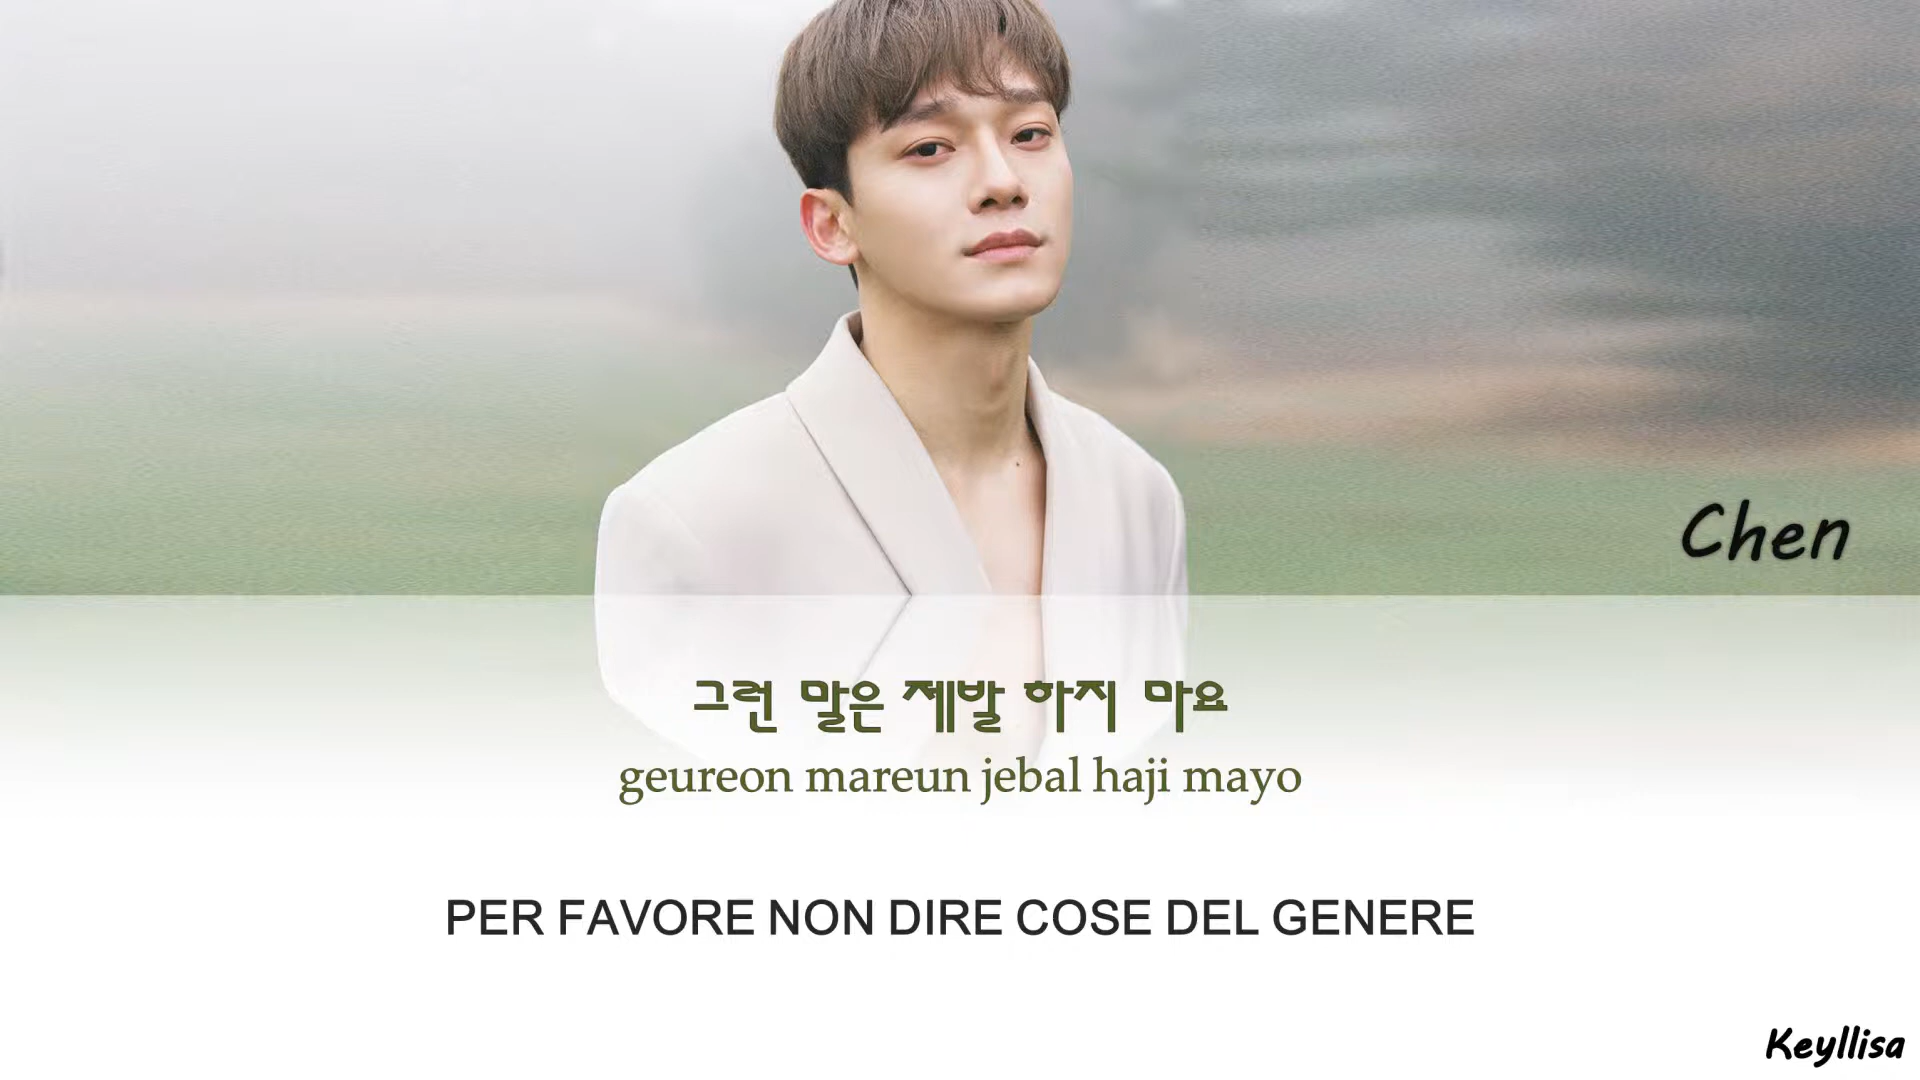 Chen
그런 말은 제발 하지 마요
geureon mareun jebal haji mayo
PER FAVORE NON DIRE COSE DEL GENERE
Keyllisa